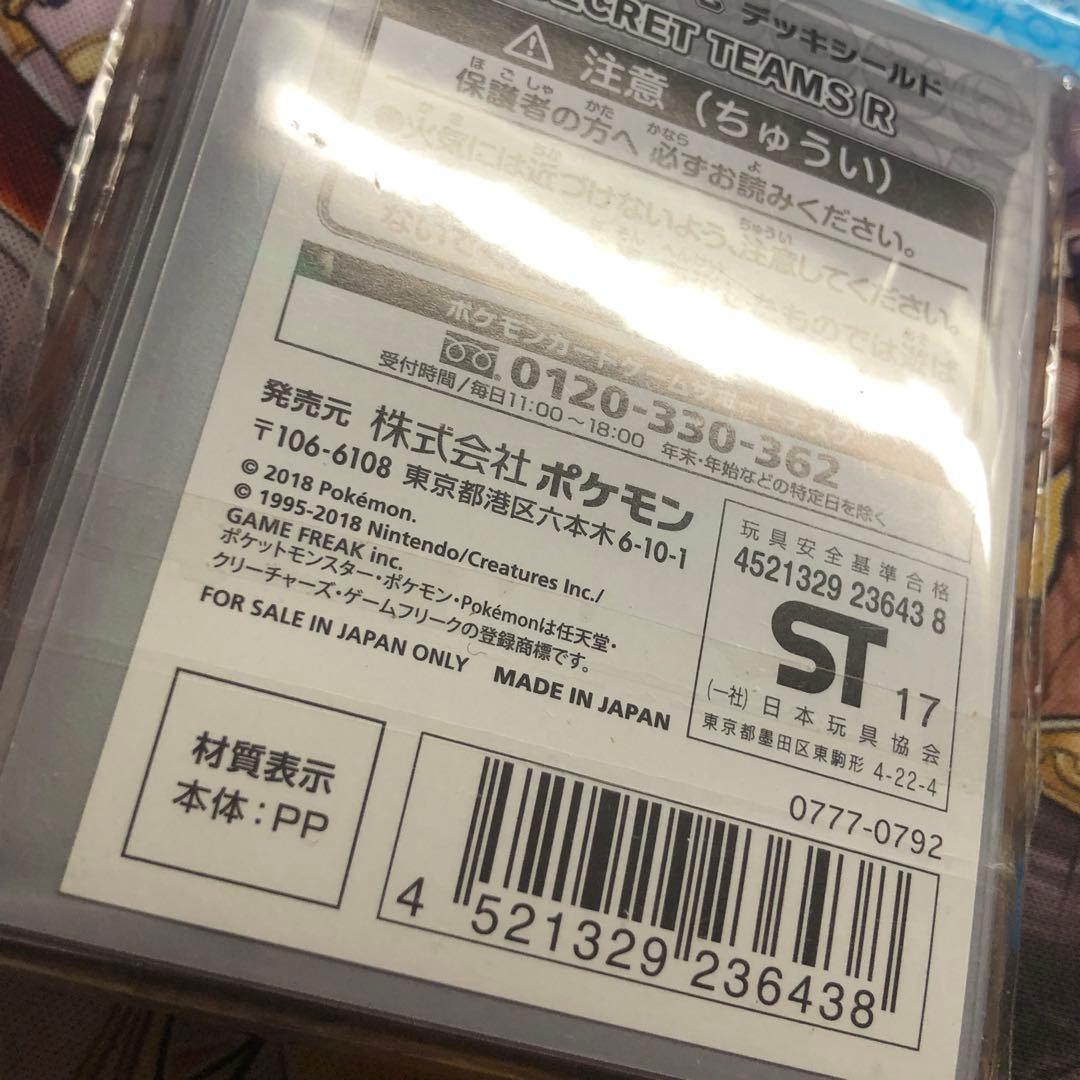 デッキシールド
SECRET TEAMS R
注意（ちゅうい）
保護者の方へ 必ずお読みください。
●火気には近づけないよう、注意してください。
ポケモンカードゲーム
0120-330-362
受付時間/毎日11:00～18:00 年末・年始などの特定日を除く
発売元 株式会社 ポケモン
〒106-6108 東京都港区六本木6-10-1
© 2018 Pokémon.
© 1995-2018 Nintendo/Creatures Inc./
GAME FREAK inc.
ポケットモンスター・ポケモン・Pokémonは任天堂・
クリーチャーズ・ゲームフリークの登録商標です。
FOR SALE IN JAPAN ONLY MADE IN JAPAN
玩具安全基準合格
4521329 23643 8
ST 17
(一社) 日本玩具協会
東京都墨田区東駒形 4-22-4
材質表示
本体：PP
0777-0792
4 521329 236438